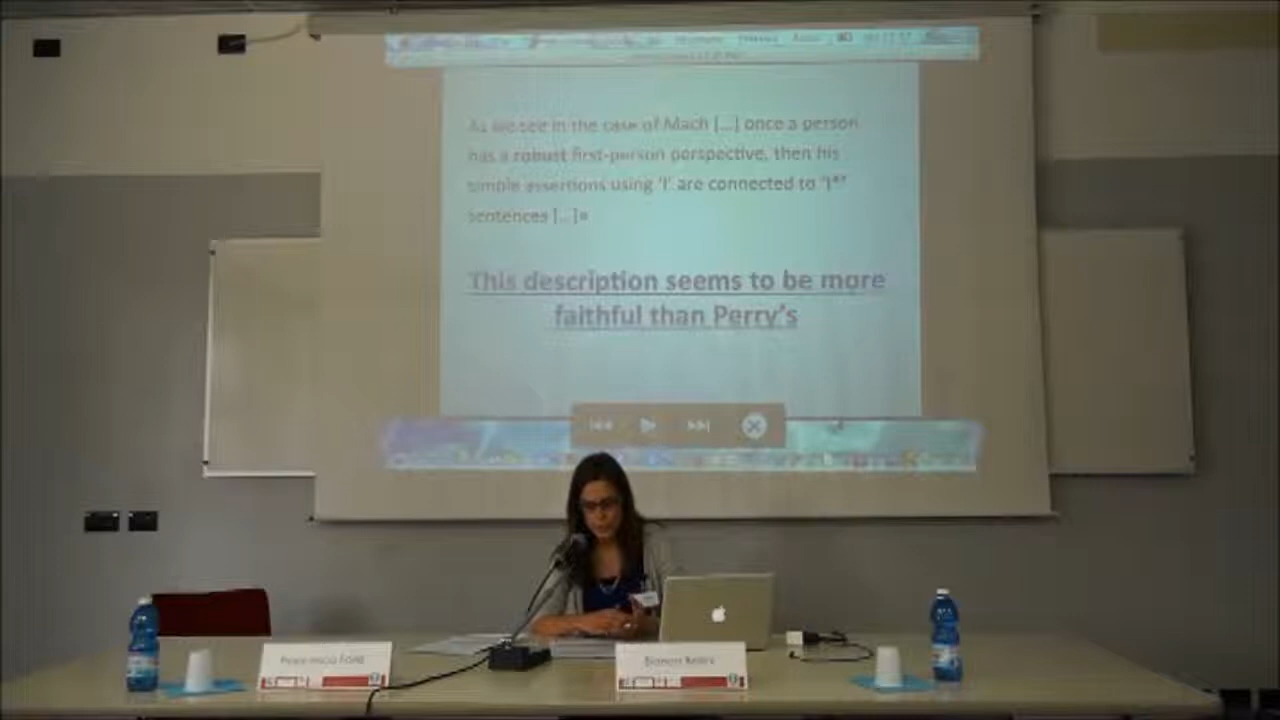 As we see in the case of Mach [...] once a person
has a robust first-person perspective, then his
simple assertions using 'I' are connected to 'I*'
sentences [...]»
This description seems to be more
faithful than Perry's